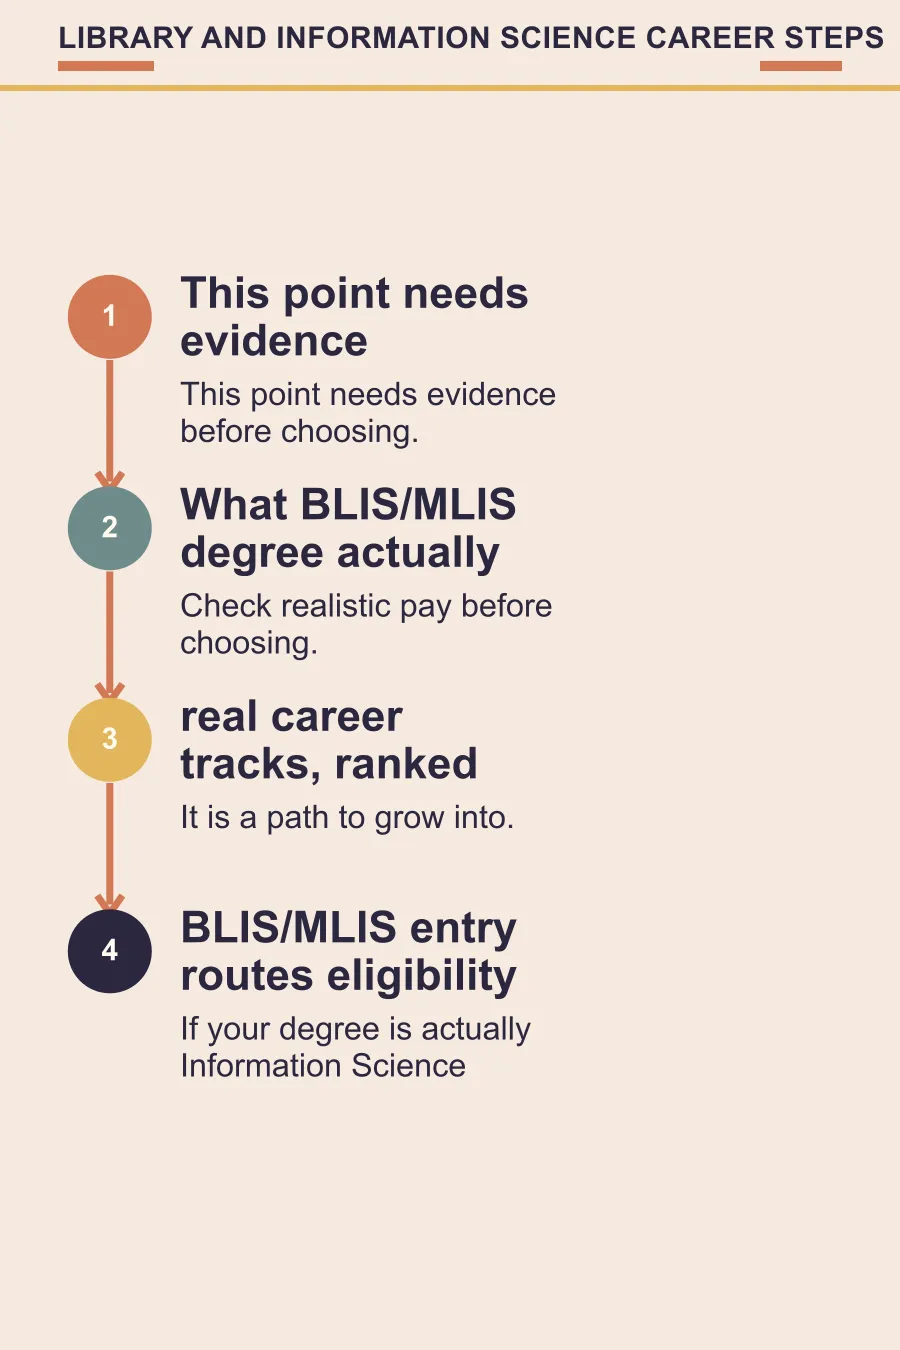 LIBRARY AND INFORMATION SCIENCE CAREER STEPS
1
This point needs
evidence
This point needs evidence
before choosing.
2
What BLIS/MLIS
degree actually
Check realistic pay before
choosing.
3
real career
tracks, ranked
It is a path to grow into.
4
BLIS/MLIS entry
routes eligibility
If your degree is actually
Information Science